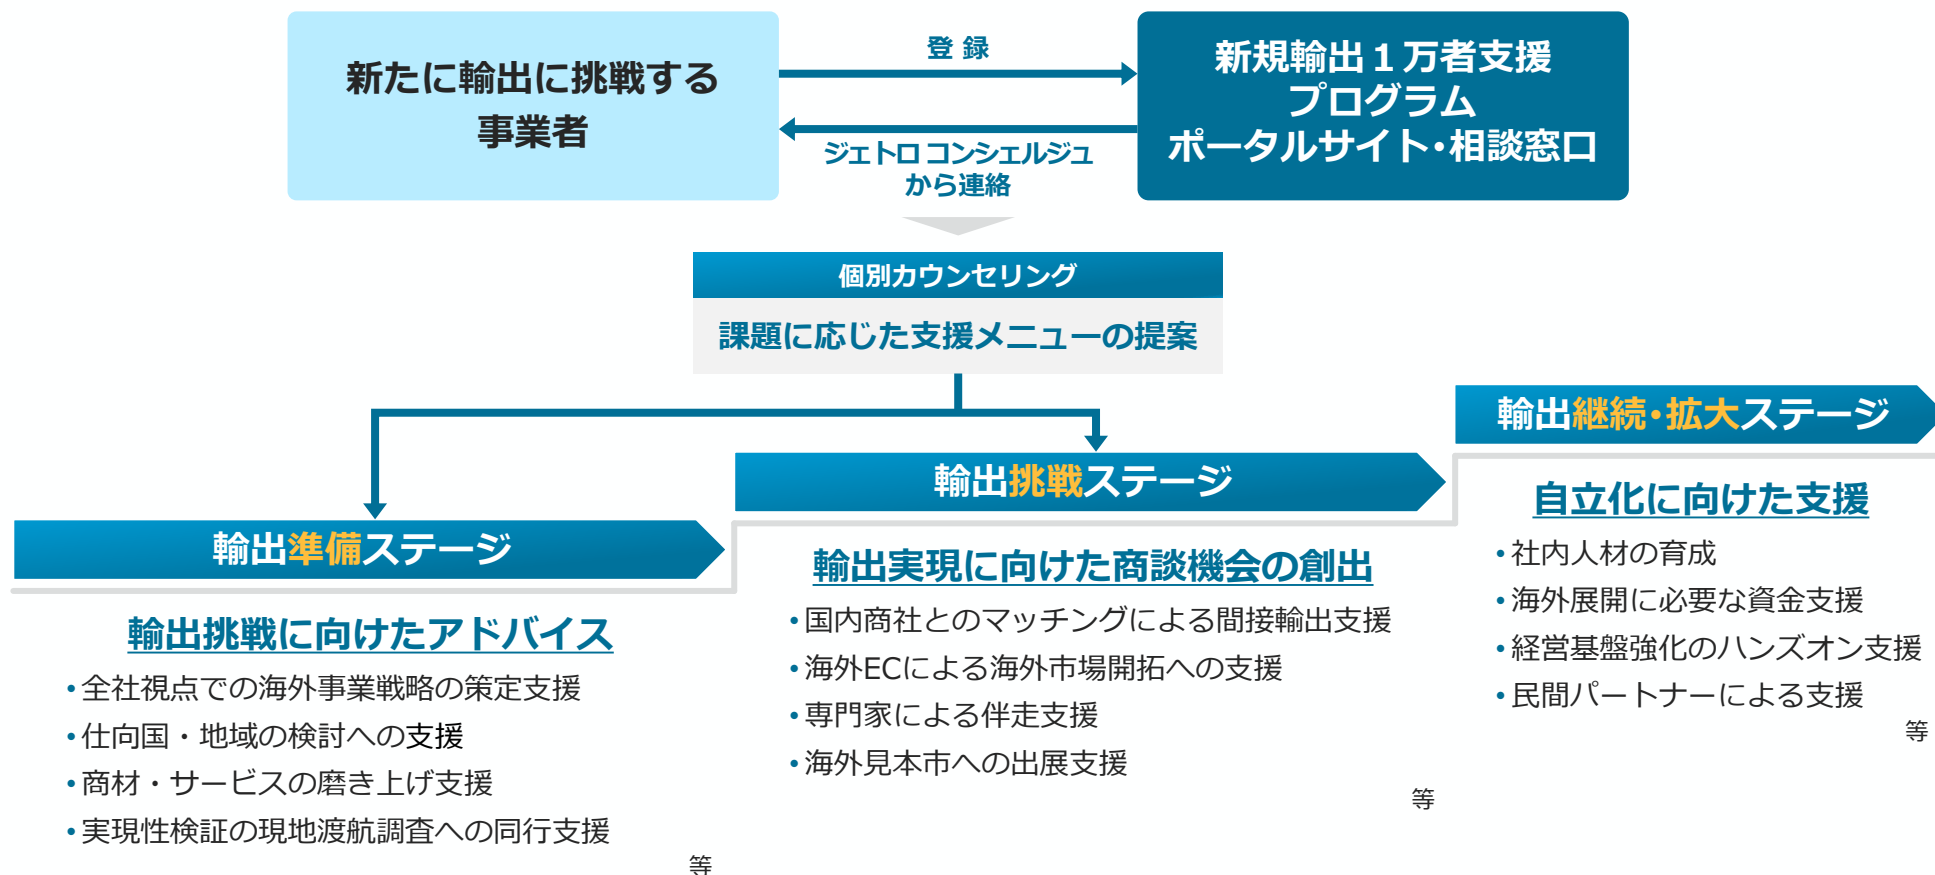 新たに輸出に挑戦する
事業者
登 録
ジェトロ コンシェルジュ
から連絡
新規輸出１万者支援
プログラム
ポータルサイト・相談窓口
個別カウンセリング
課題に応じた支援メニューの提案
輸出準備ステージ
輸出挑戦に向けたアドバイス
・全社視点での海外事業戦略の策定支援
・仕向国・地域の検討への支援
・商材・サービスの磨き上げ支援
・実現性検証の現地渡航調査への同行支援
等
輸出挑戦ステージ
輸出実現に向けた商談機会の創出
・国内商社とのマッチングによる間接輸出支援
・海外ECによる海外市場開拓への支援
・専門家による伴走支援
・海外見本市への出展支援
等
輸出継続・拡大ステージ
自立化に向けた支援
・社内人材の育成
・海外展開に必要な資金支援
・経営基盤強化のハンズオン支援
・民間パートナーによる支援
等